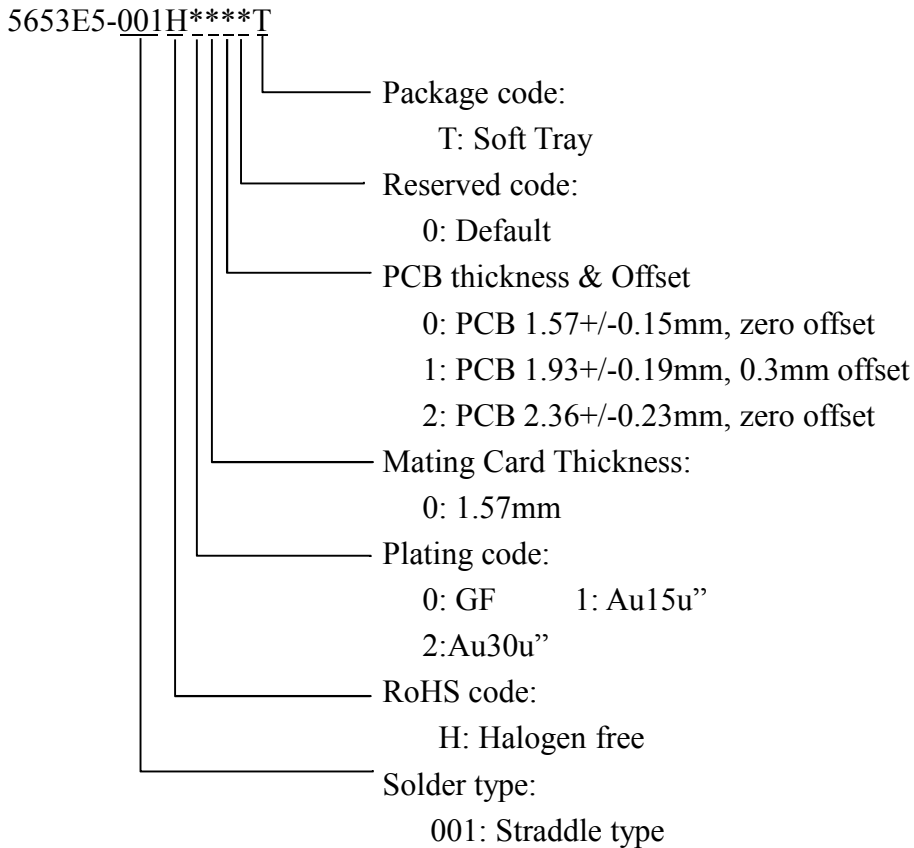 5653E5-001H****T
Package code:
T: Soft Tray
Reserved code:
0: Default
PCB thickness & Offset
0: PCB 1.57+/-0.15mm, zero offset
1: PCB 1.93+/-0.19mm, 0.3mm offset
2: PCB 2.36+/-0.23mm, zero offset
Mating Card Thickness:
0: 1.57mm
Plating code:
0: GF 1: Au15u”
2:Au30u”
RoHS code:
H: Halogen free
Solder type:
001: Straddle type